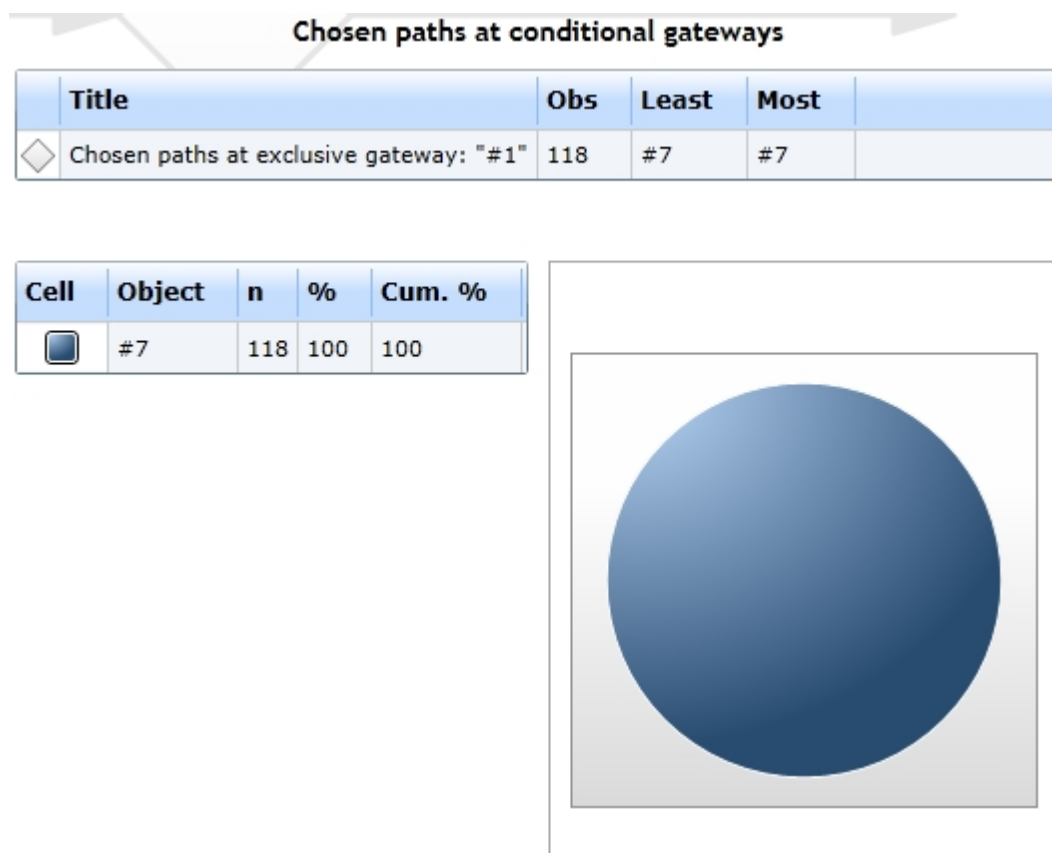 Chosen paths at conditional gateways
Title Obs Least Most
Chosen paths at exclusive gateway: "#1" 118 #7 #7
Cell Object n % Cum. %
#7 118 100 100